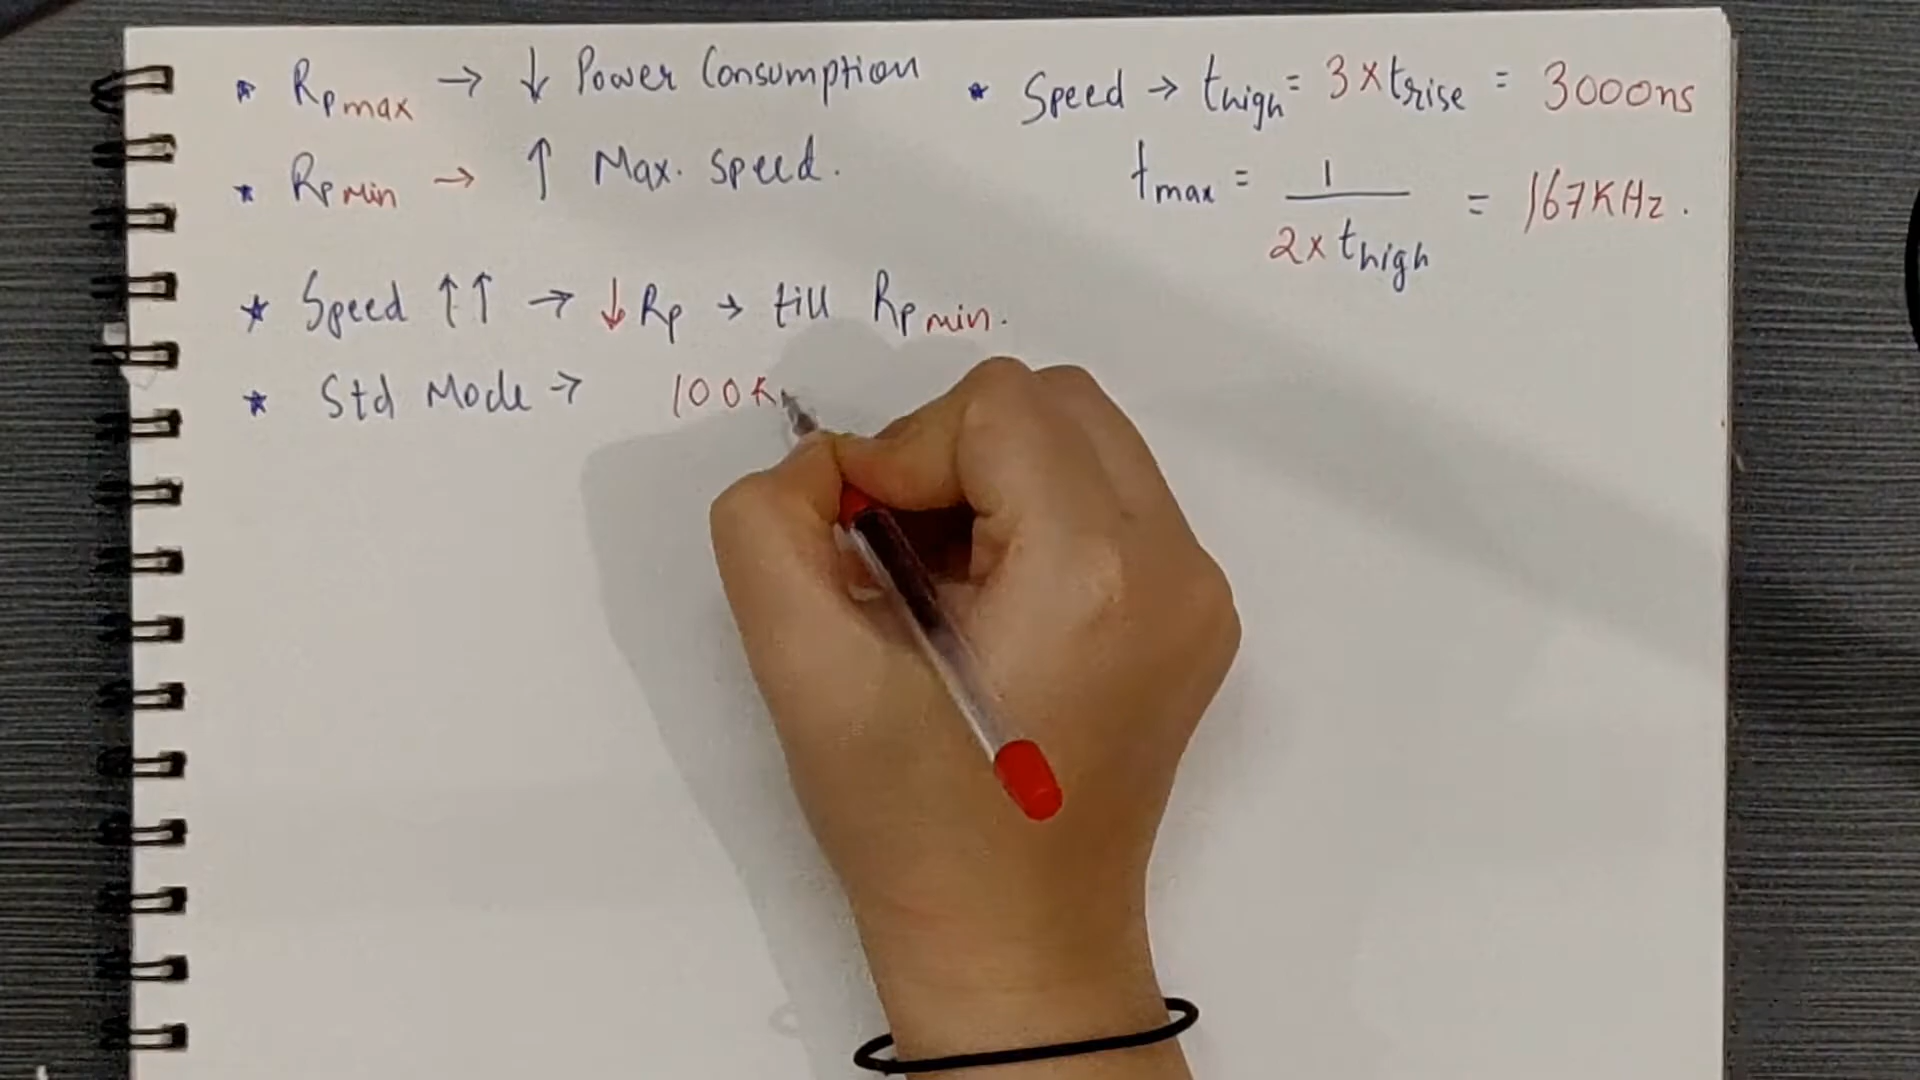 * Rpmax → ↓ Power Consumption
* Rpmin → ↑ Max. speed.
* Speed → thigh = 3 x trise = 3000ns
tmax = 1 / 2x thigh = 167KHz.
* Speed ↑↑ → ↓ Rp → till Rpmin.
* Std Mode → 100K